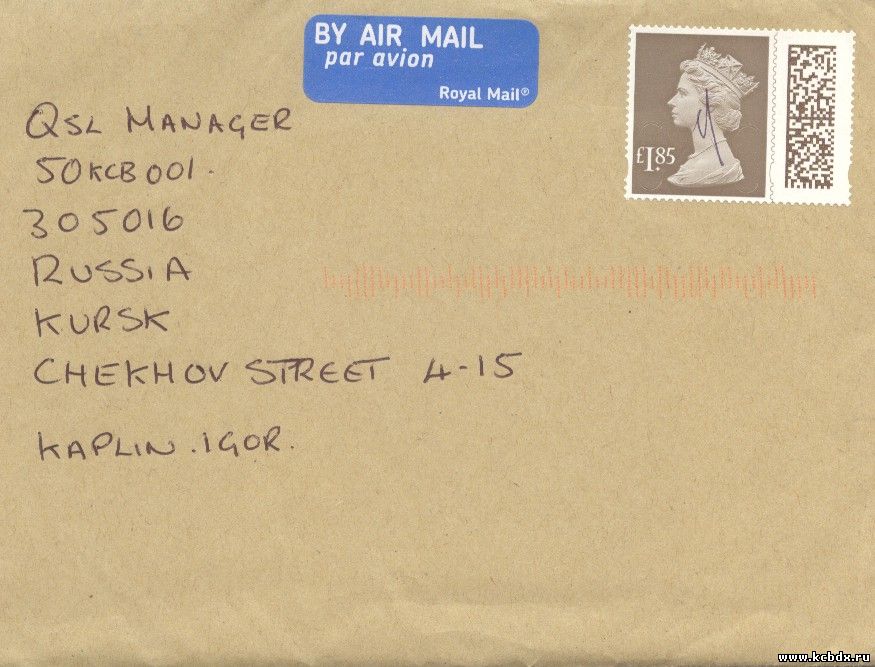 BY AIR MAIL
par avion
Royal Mail®
£1.85
QSL MANAGER
50KCB001.
305016
RUSSIA
KURSK
CHEKHOV STREET 4-15
KAPLIN.IGOR.
www.kcbdx.ru